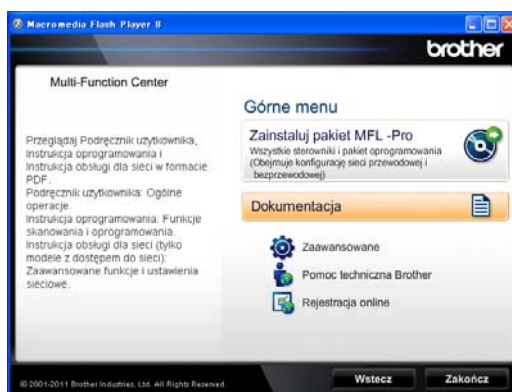 Macromedia Flash Player 8
brother
Multi-Function Center
Górne menu
Zainstaluj pakiet MFL -Pro
Wszystkie sterowniki i pakiet oprogramowania
(Obejmuje konfigurację sieci przewodowej i
bezprzewodowej)
Dokumentacja
Zaawansowane
Pomoc techniczna Brother
Rejestracja online
Przeglądaj Podręcznik użytkownika,
Instrukcja oprogramowania i
Instrukcja obsługi dla sieci w formacie
PDF.
Podręcznik użytkownika: Ogólne
operacje.
Instrukcja oprogramowania: Funkcje
skanowania i oprogramowania.
Instrukcja obsługi dla sieci (tylko
modele z dostępem do sieci):
Zaawansowane funkcje i ustawienia
sieciowe.
© 2001-2011 Brother Industries, Ltd. All Rights Reserved.
Wstecz
Zakończ